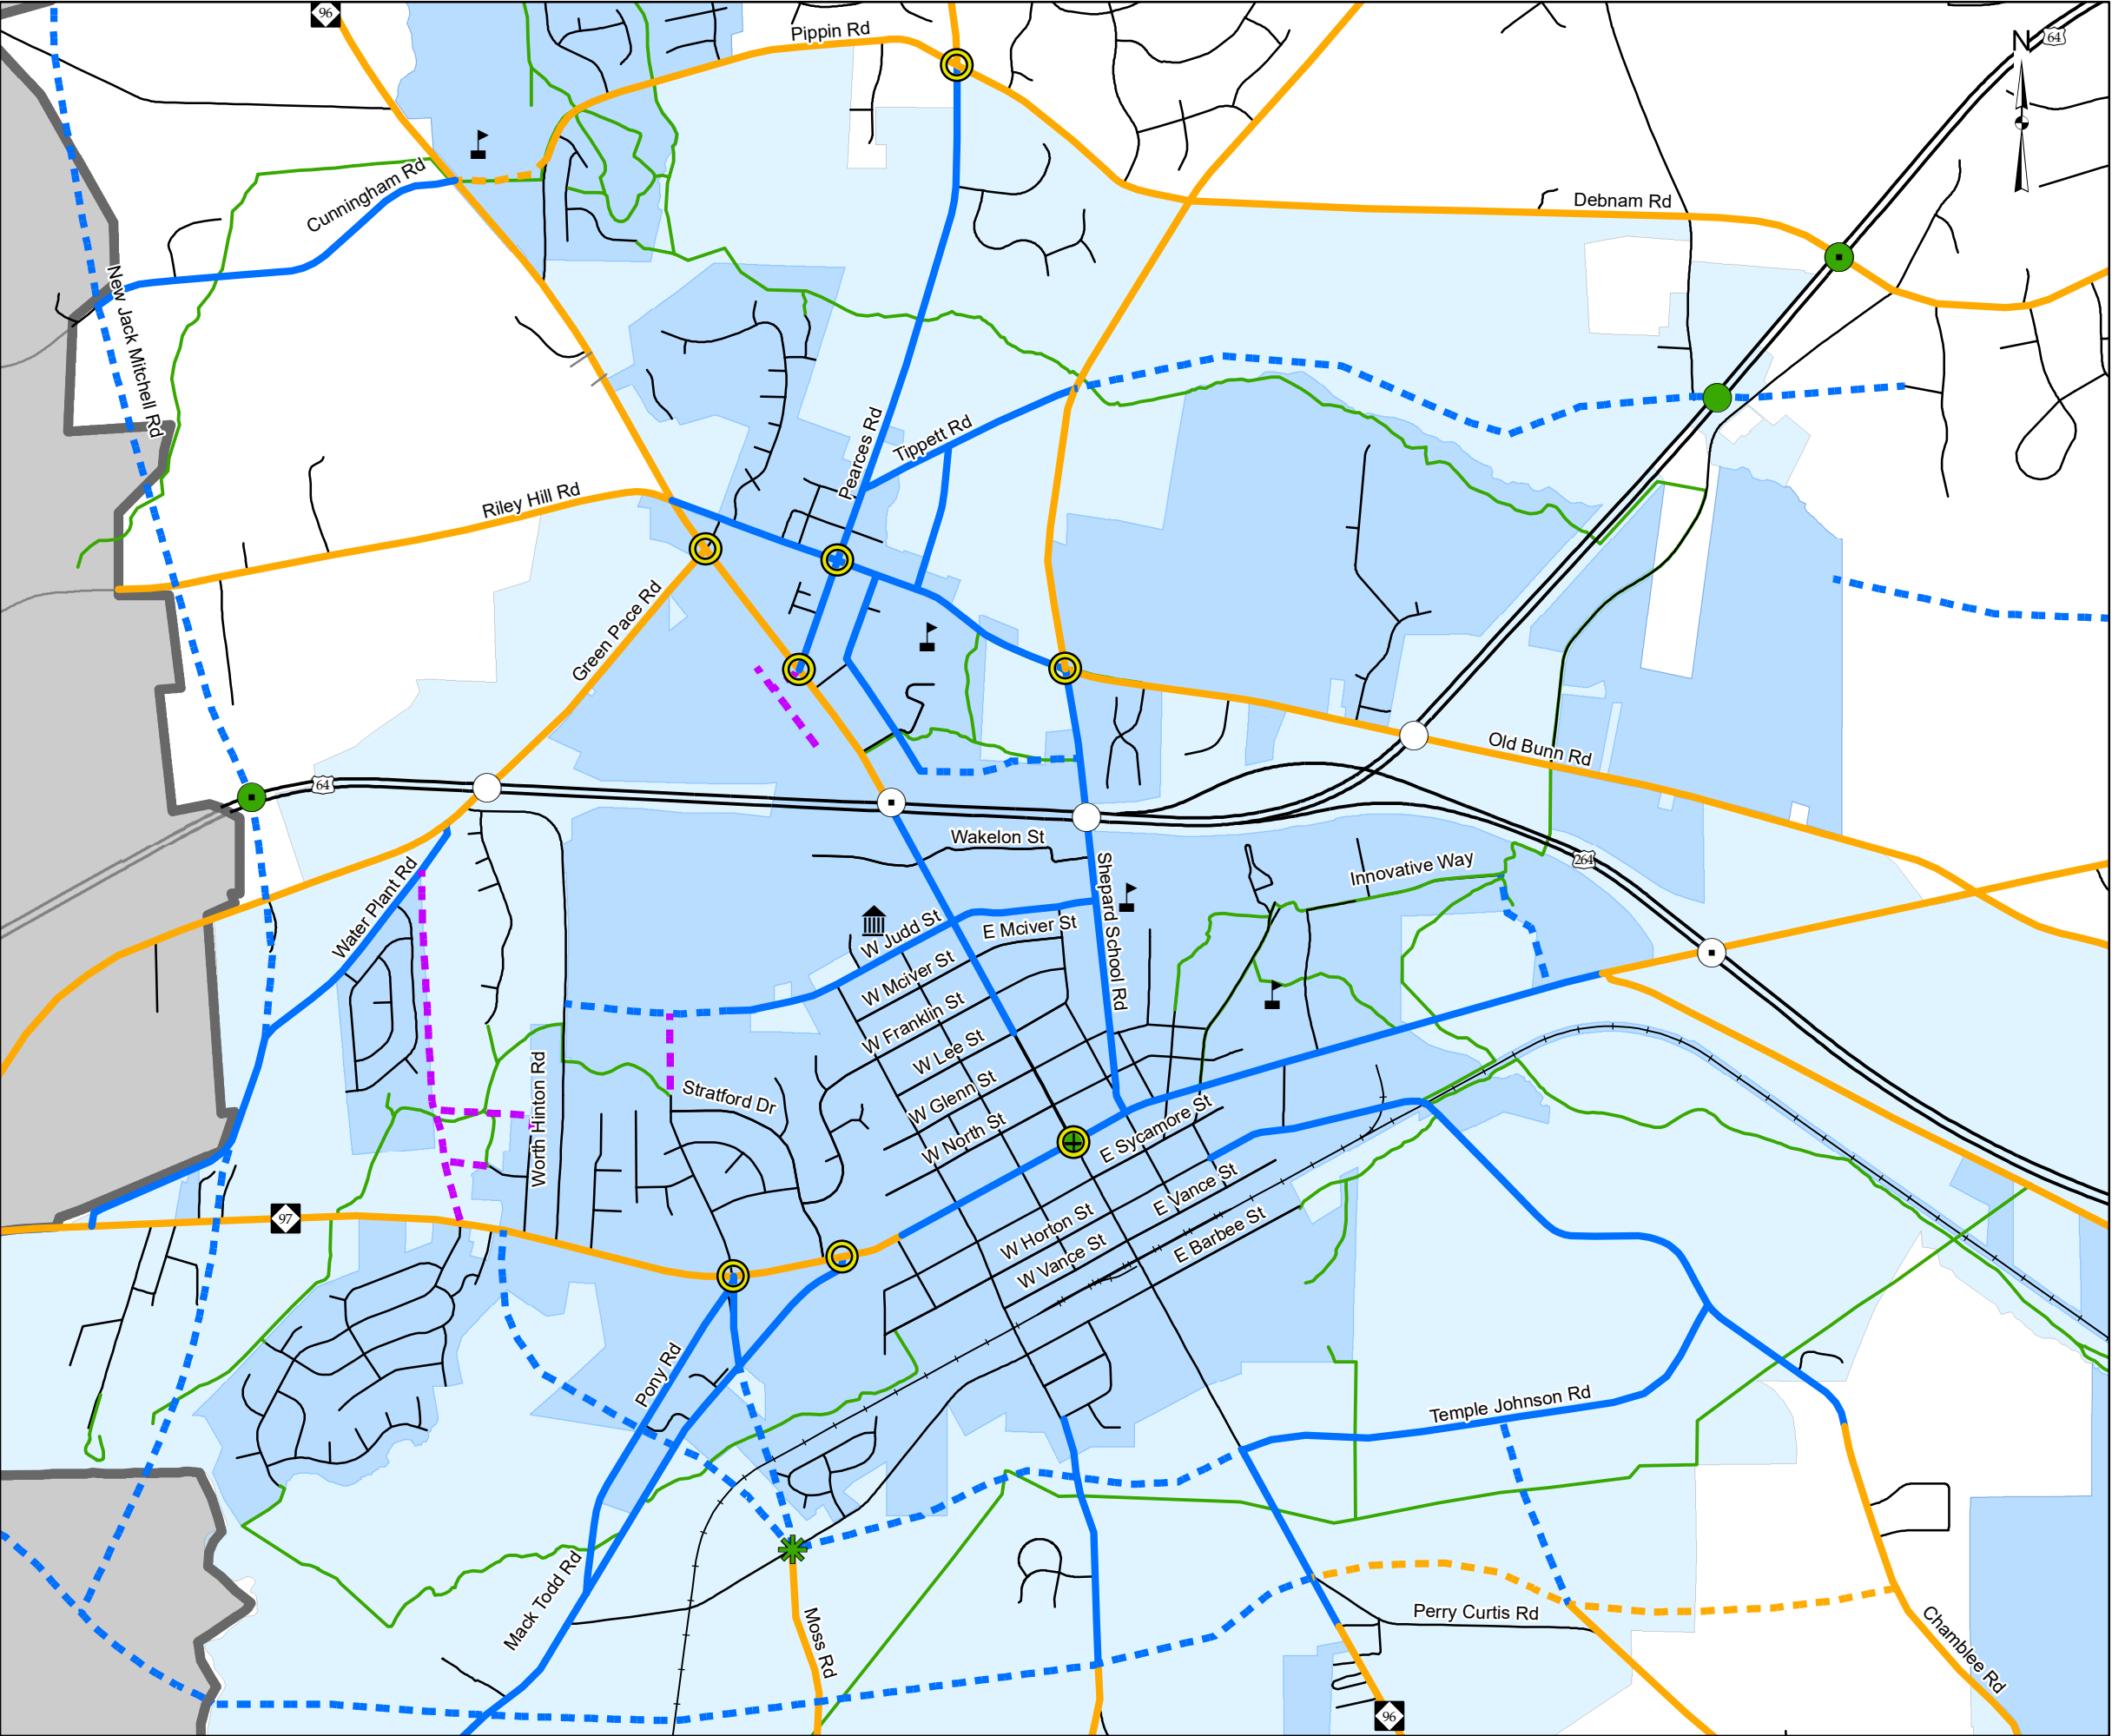 96
Pippin Rd
64
N
Cunningham Rd
Debnam Rd
New Jack Mitchell Rd
Pearces Rd
Tippett Rd
Riley Hill Rd
Green Pace Rd
Old Bunn Rd
64
Wakelon St
264
Innovative Way
Shepard School Rd
Water Plant Rd
W Judd St
E Mciver St
W Mciver St
W Franklin St
W Lee St
Worth Hinton Rd
Stratford Dr
W Glenn St
W North St
E Sycamore St
E Vance St
97
W Horton St
E Barbee St
W Vance St
Pony Rd
Temple Johnson Rd
Mack Todd Rd
Moss Rd
Perry Curtis Rd
Chamblee Rd
96